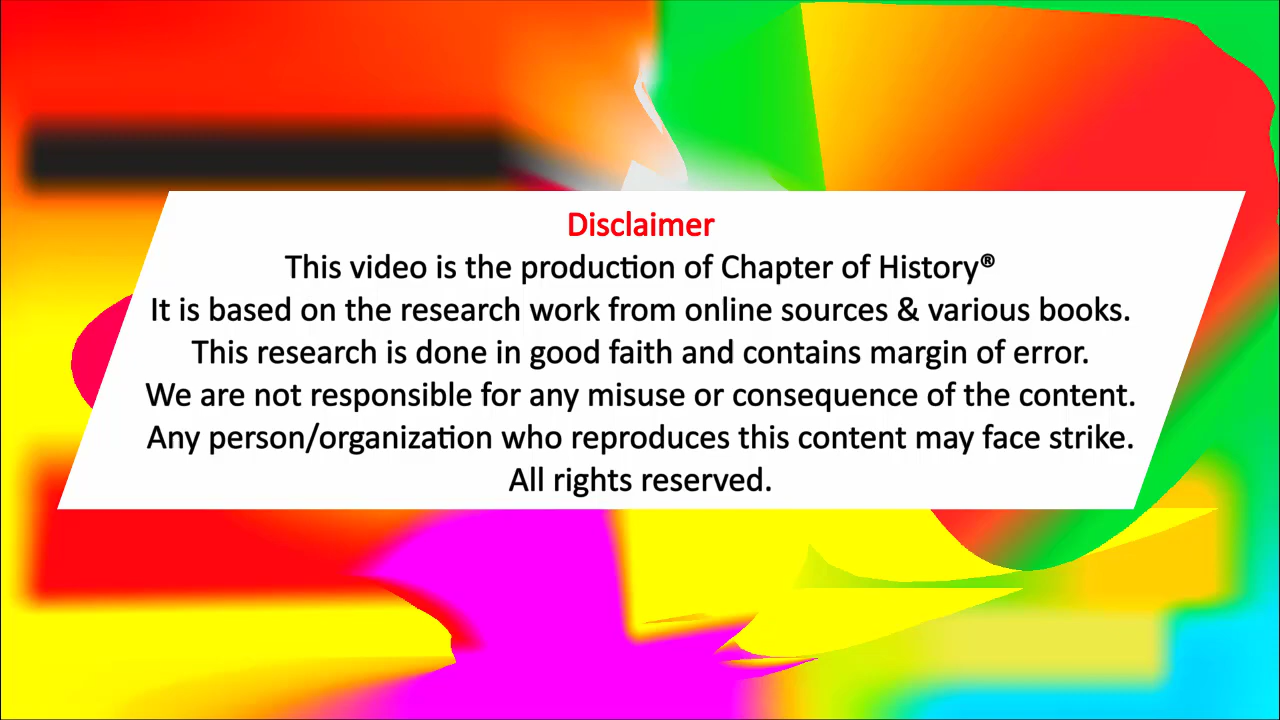 Disclaimer
This video is the production of Chapter of History®
It is based on the research work from online sources & various books.
This research is done in good faith and contains margin of error.
We are not responsible for any misuse or consequence of the content.
Any person/organization who reproduces this content may face strike.
All rights reserved.